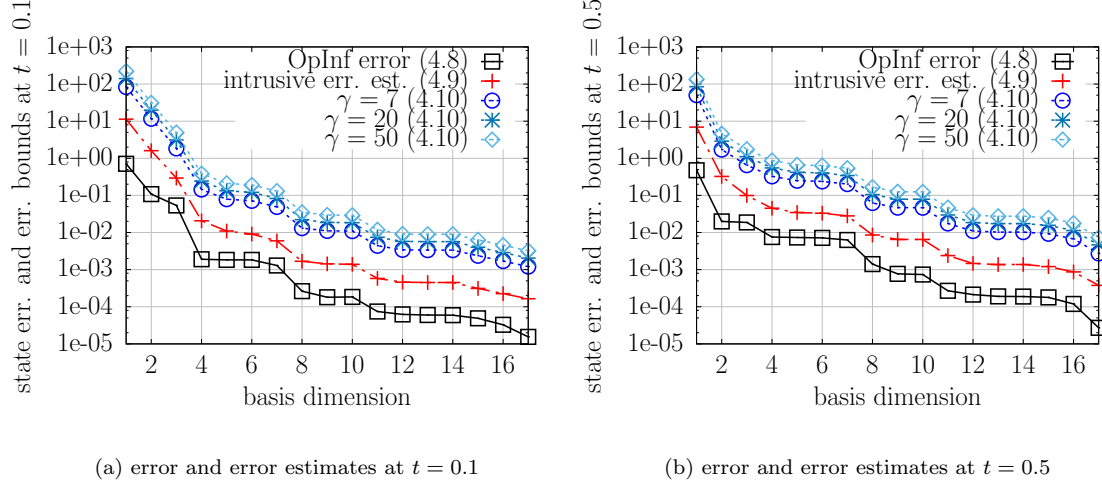 state err. and err. bounds at t = 0.1
1e+03
1e+02
1e+01
1e+00
1e-01
1e-02
1e-03
1e-04
1e-05
OpInf error (4.8)
intrusive err. est. (4.9)
γ = 7 (4.10)
γ = 20 (4.10)
γ = 50 (4.10)
2 4 6 8 10 12 14 16
basis dimension
(a) error and error estimates at t = 0.1
state err. and err. bounds at t = 0.5
1e+03
1e+02
1e+01
1e+00
1e-01
1e-02
1e-03
1e-04
1e-05
OpInf error (4.8)
intrusive err. est. (4.9)
γ = 7 (4.10)
γ = 20 (4.10)
γ = 50 (4.10)
2 4 6 8 10 12 14 16
basis dimension
(b) error and error estimates at t = 0.5